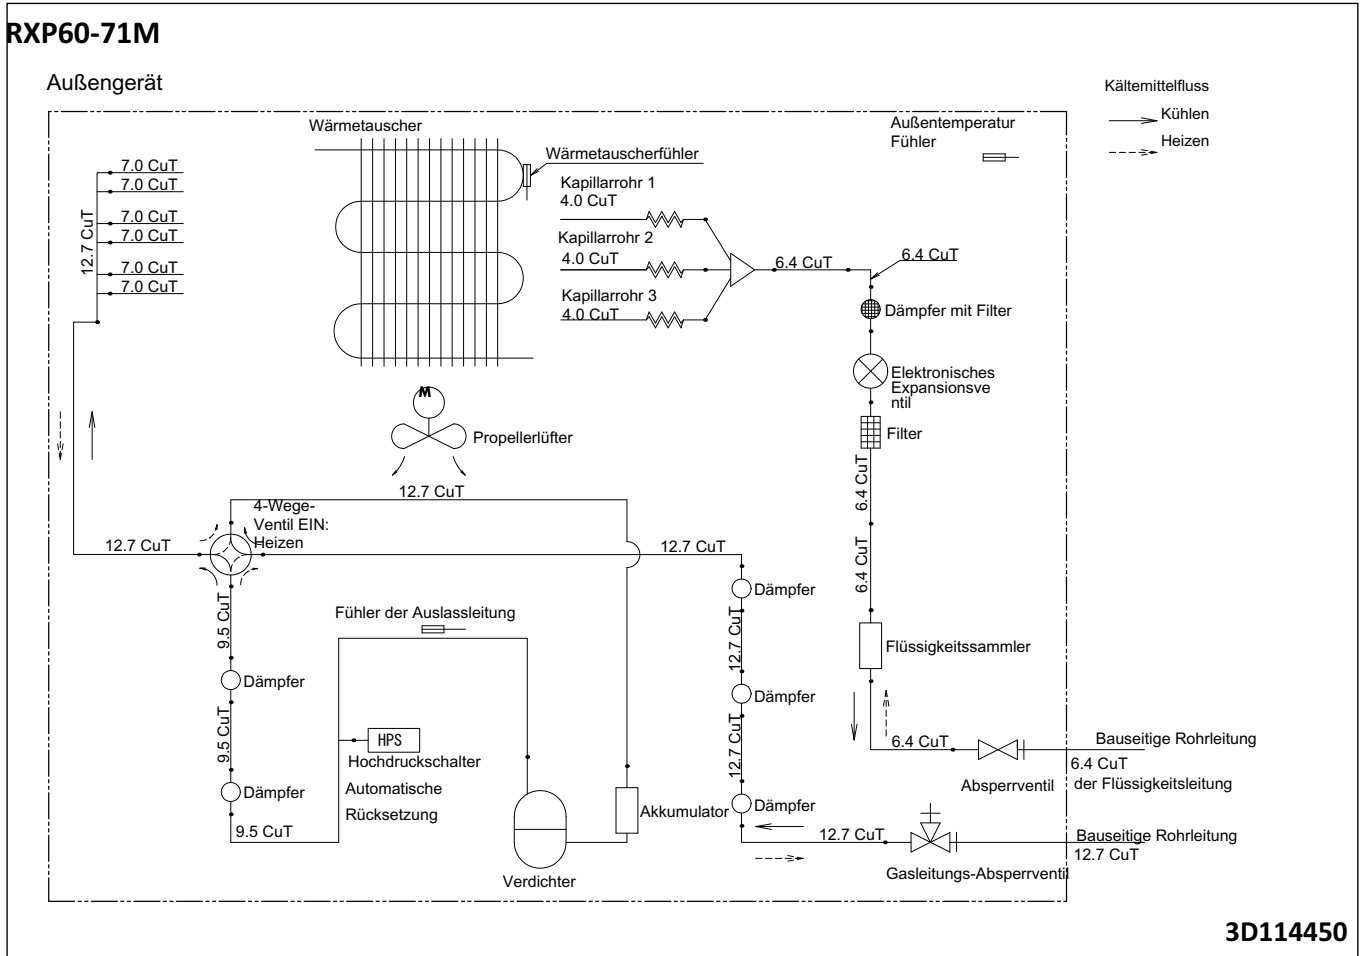 RXP60-71M
Außengerät
Kältemittelfluss
Kühlen
Heizen
Wärmetauscher
Außentemperatur
Fühler
Wärmetauscherfühler
7.0 CuT
7.0 CuT
7.0 CuT
7.0 CuT
7.0 CuT
7.0 CuT
12.7 CuT
Kapillarrohr 1
4.0 CuT
Kapillarrohr 2
4.0 CuT
Kapillarrohr 3
4.0 CuT
6.4 CuT
6.4 CuT
Dämpfer mit Filter
Elektronisches
Expansionsve
ntil
Filter
M
Propellerlüfter
12.7 CuT
4-Wege-
Ventil EIN:
Heizen
12.7 CuT
12.7 CuT
6.4 CuT
6.4 CuT
Dämpfer
12.7 CuT
Dämpfer
12.7 CuT
Dämpfer
Fühler der Auslassleitung
9.5 CuT
Dämpfer
9.5 CuT
Dämpfer
9.5 CuT
HPS
Hochdruckschalter
Automatische
Rücksetzung
Verdichter
Akkumulator
Flüssigkeitssammler
6.4 CuT
Absperrventil
Bauseitige Rohrleitung
6.4 CuT
der Flüssigkeitsleitung
12.7 CuT
Gasleitungs-Absperrventil
Bauseitige Rohrleitung
12.7 CuT
3D114450